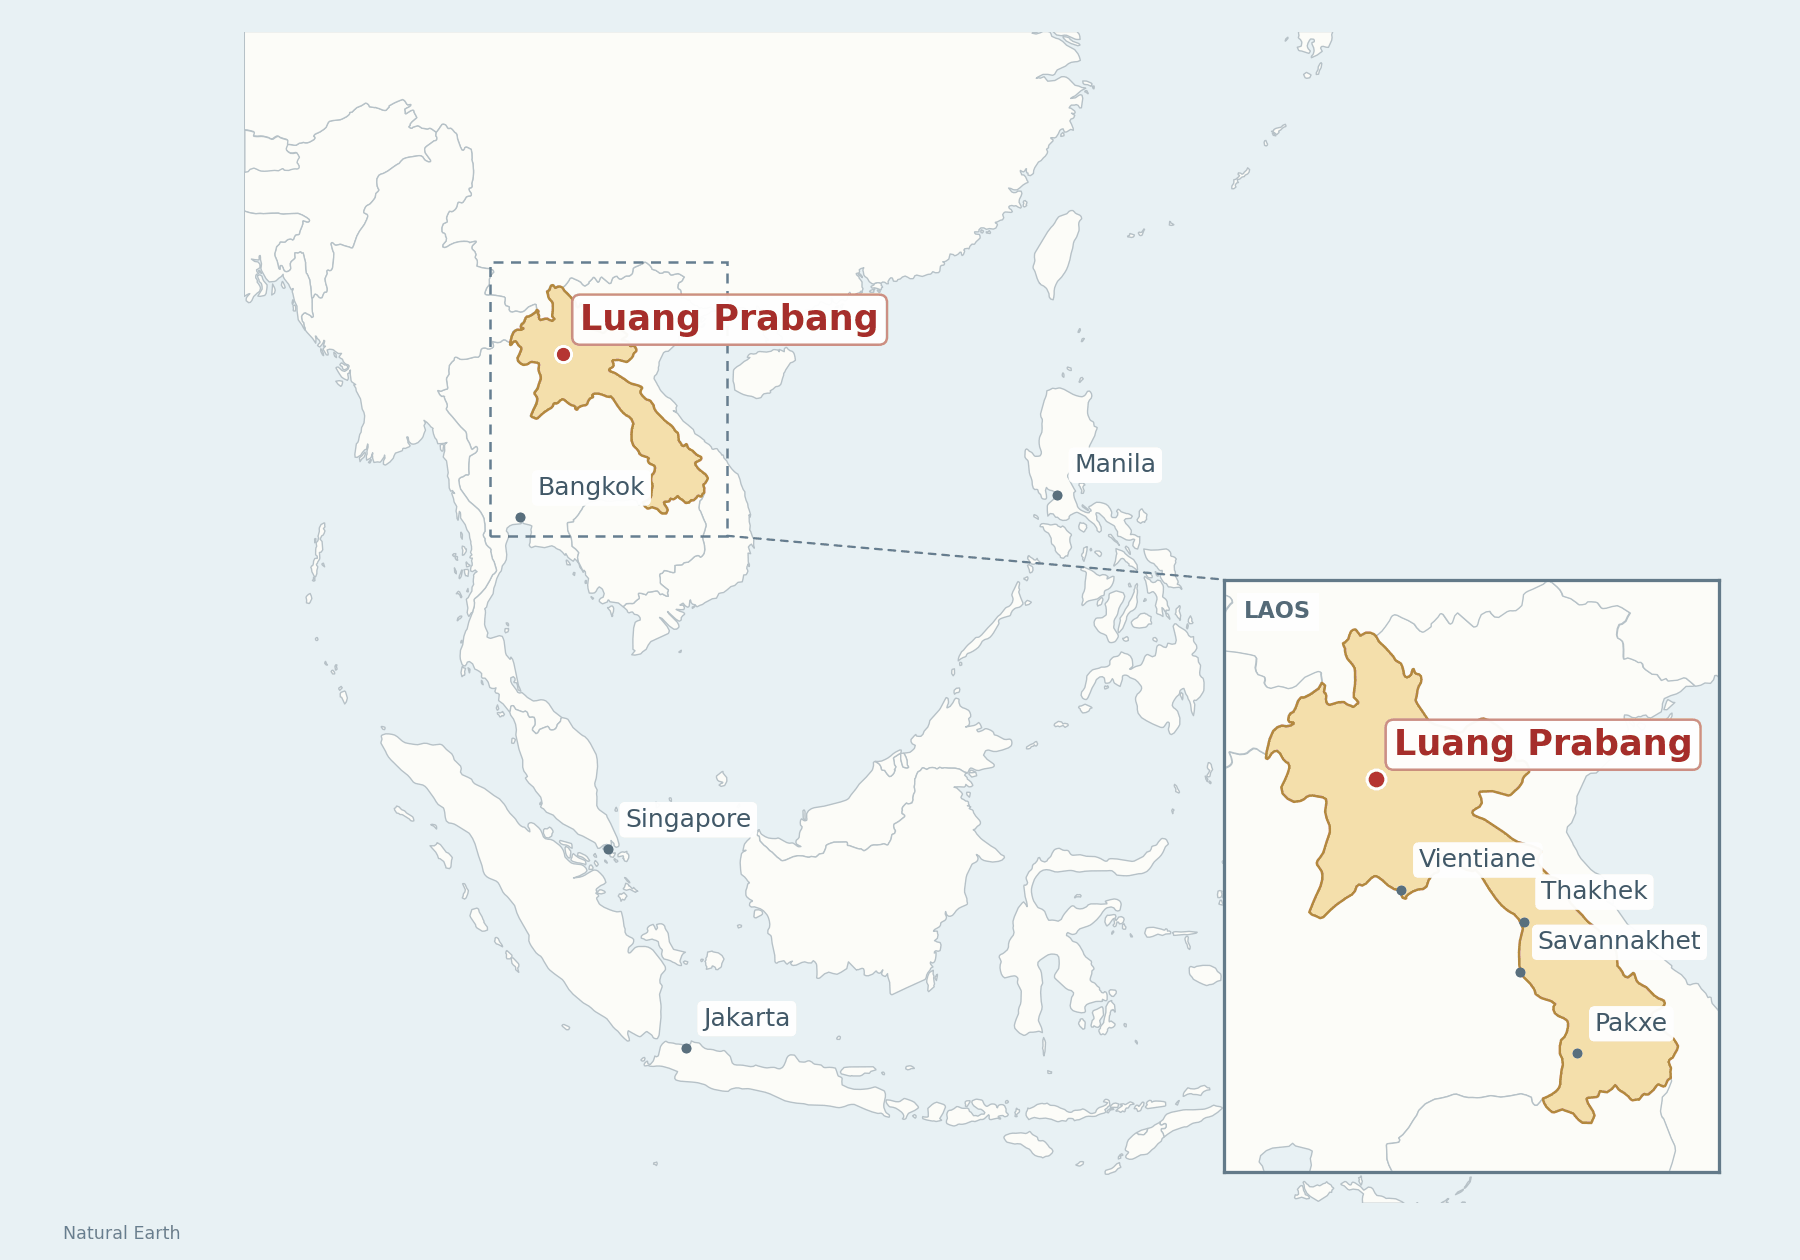 Luang Prabang
Manila
Bangkok
LAOS
Luang Prabang
Singapore
Vientiane
Thakhek
Savannakhet
Jakarta
Pakxe
Natural Earth